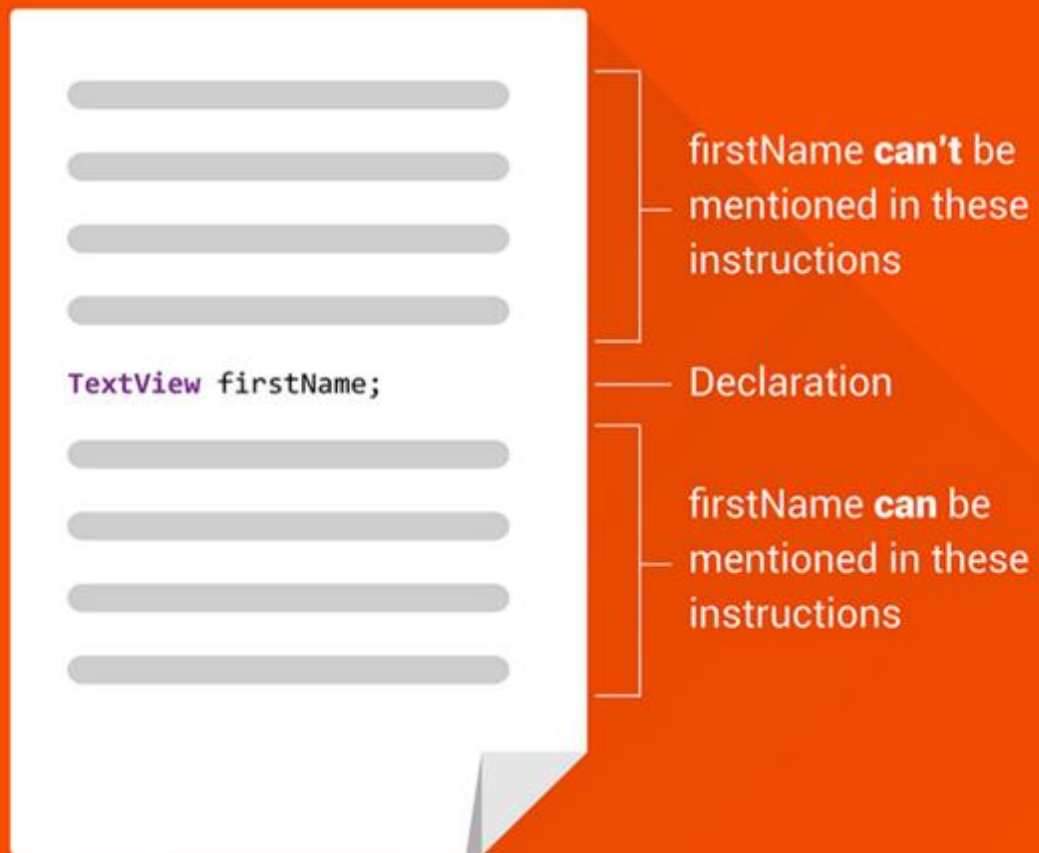 firstName can't be
mentioned in these
instructions
TextView firstName;
Declaration
firstName can be
mentioned in these
instructions